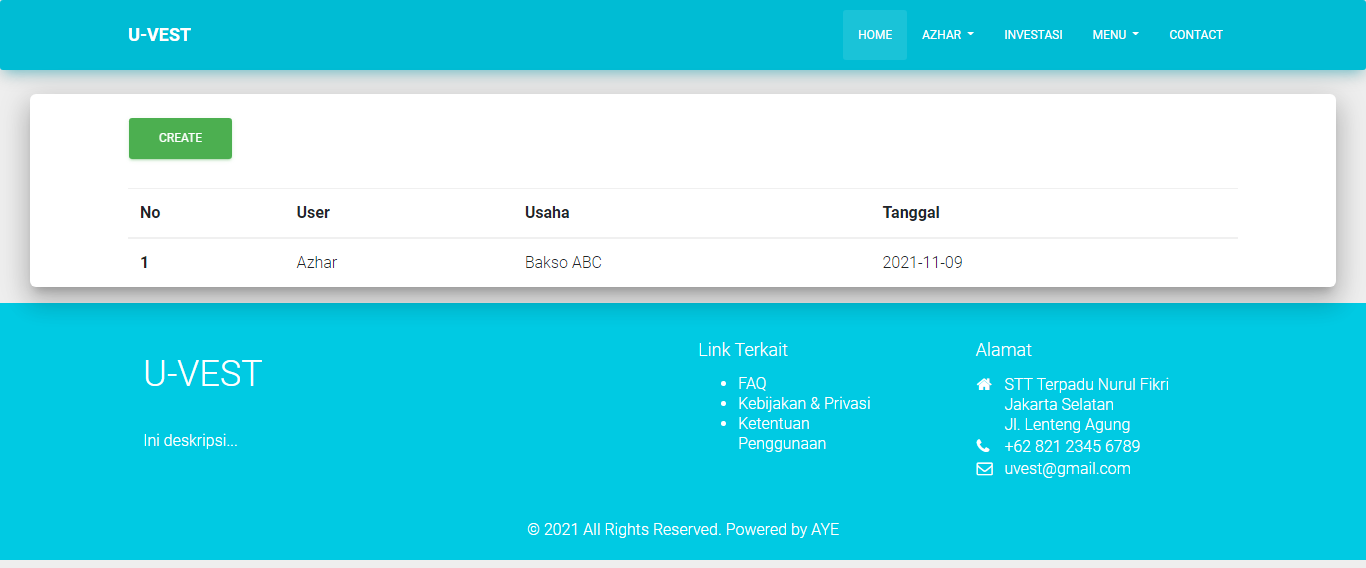 U-VEST
HOME AZHAR INVESTASI MENU CONTACT
CREATE
No User Usaha Tanggal
1 Azhar Bakso ABC 2021-11-09
U-VEST
Ini deskripsi...
Link Terkait
FAQ
Kebijakan & Privasi
Ketentuan
Penggunaan
Alamat
STT Terpadu Nurul Fikri
Jakarta Selatan
Jl. Lenteng Agung
+62 821 2345 6789
uvest@gmail.com
© 2021 All Rights Reserved. Powered by AYE